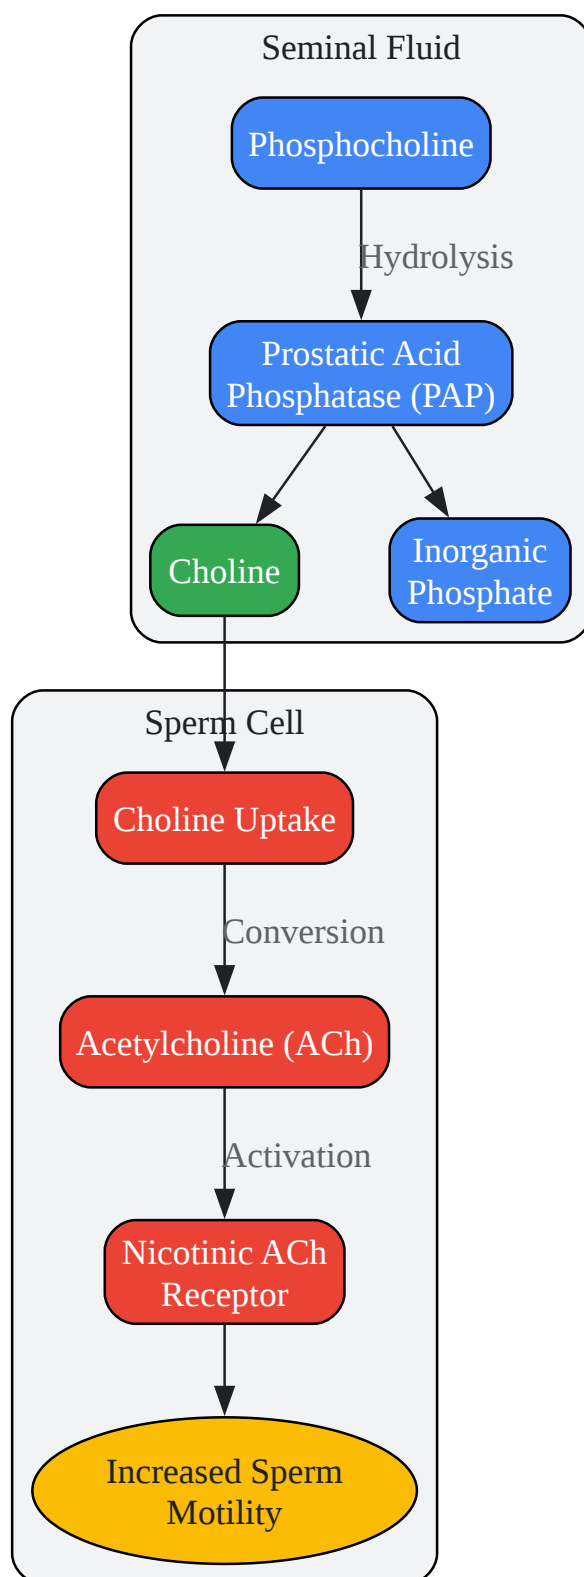 Seminal Fluid
Phosphocholine
Hydrolysis
Prostatic Acid
Phosphatase (PAP)
Choline
Inorganic
Phosphate
Sperm Cell
Choline Uptake
Conversion
Acetylcholine (ACh)
Activation
Nicotinic ACh
Receptor
Increased Sperm
Motility